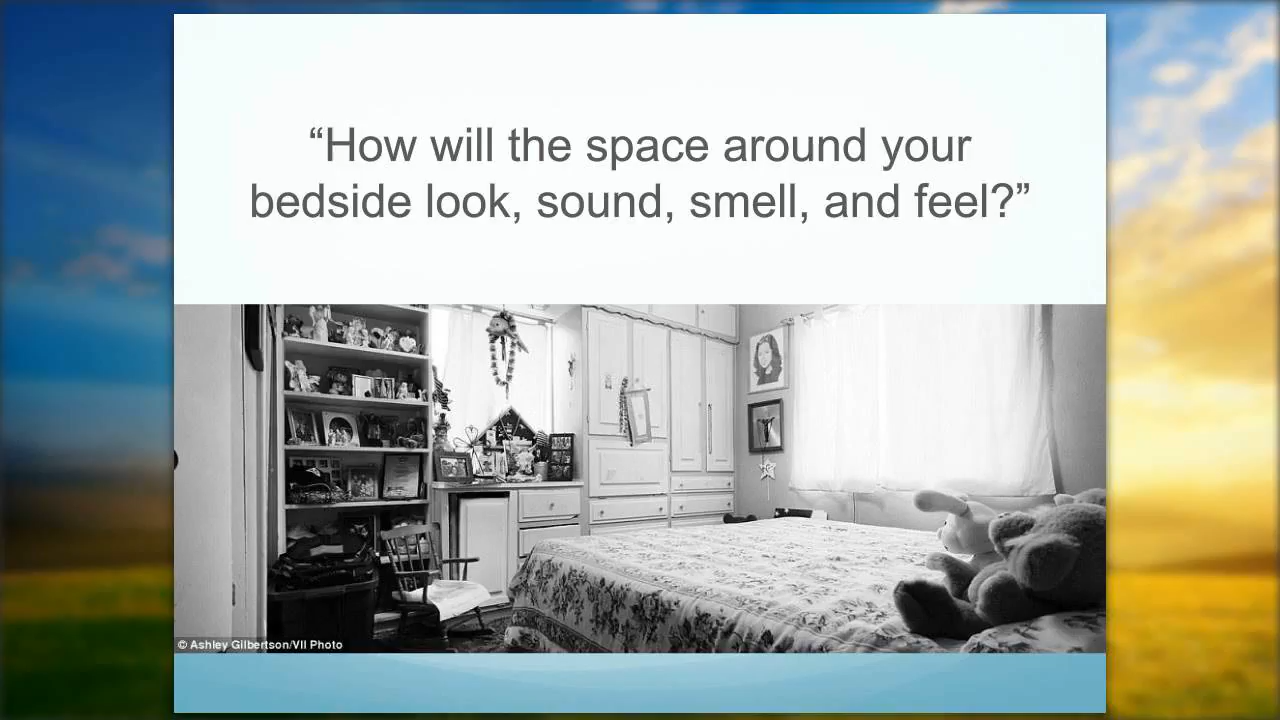 “How will the space around your
bedside look, sound, smell, and feel?”
© Ashley Gilbertson/VII Photo